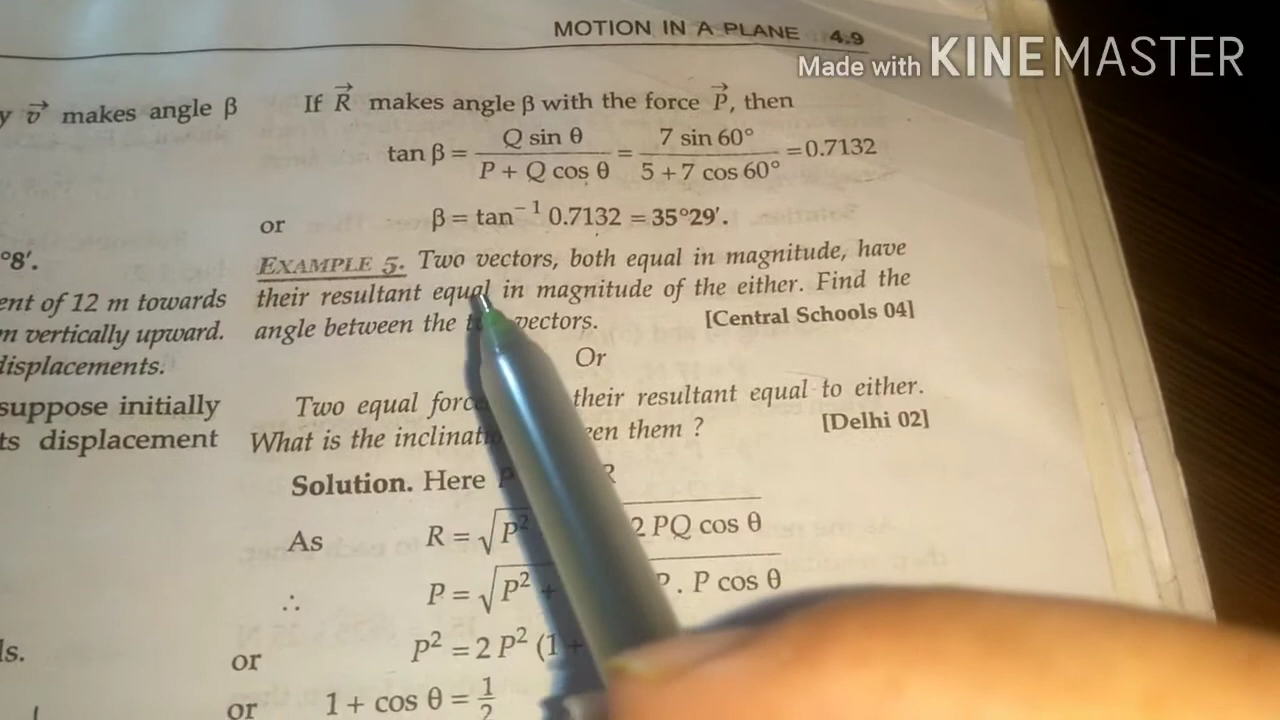 MOTION IN A PLANE 4.9
Made with KINEMASTER
y v⃗ makes angle β
°8′.
ent of 12 m towards
m vertically upward.
displacements.
suppose initially
ts displacement
ls.
If R⃗ makes angle β with the force P⃗, then
tan β = Q sin θ / P + Q cos θ = 7 sin 60° / 5 + 7 cos 60° = 0.7132
or β = tan⁻¹ 0.7132 = 35°29′.
EXAMPLE 5. Two vectors, both equal in magnitude, have
their resultant equal in magnitude of the either. Find the
angle between the vectors. [Central Schools 04]
Or
Two equal their resultant equal to either.
What is the them ? [Delhi 02]
Solution. Here P R
As R = √P² 2 PQ cos θ
∴ P = √P² + P . P cos θ
or P² = 2 P² (1 +
or 1 + cos θ = 1/2